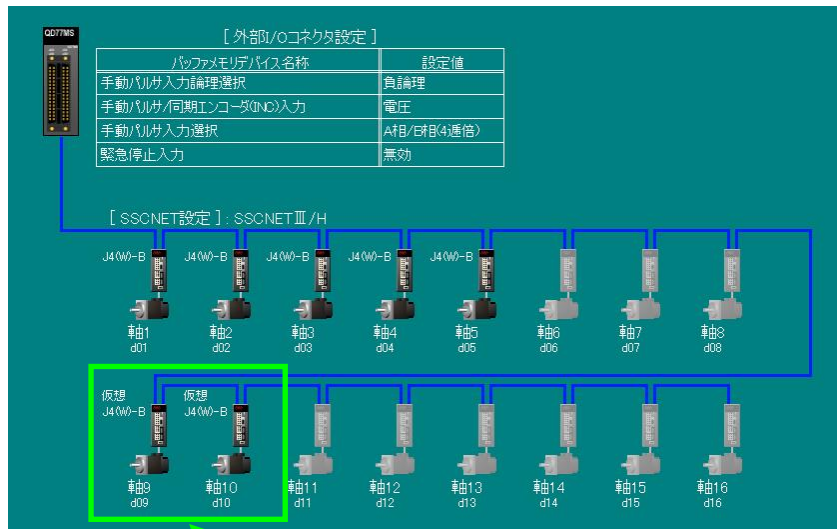 QD77MS
[ 外部I/Oコネクタ設定 ]
バッファメモリデバイス名称 設定値
手動パルサ入力論理選択 負論理
手動パルサ/同期エンコーダ(INC)入力 電圧
手動パルサ入力選択 A相/B相(4逓倍)
緊急停止入力 無効
[ SSCNET設定 ] : SSCNETⅢ/H
J4(W)-B J4(W)-B J4(W)-B J4(W)-B J4(W)-B
軸1 軸2 軸3 軸4 軸5 軸6 軸7 軸8
d01 d02 d03 d04 d05 d06 d07 d08
仮想 仮想
J4(W)-B J4(W)-B
軸9 軸10 軸11 軸12 軸13 軸14 軸15 軸16
d09 d10 d11 d12 d13 d14 d15 d16